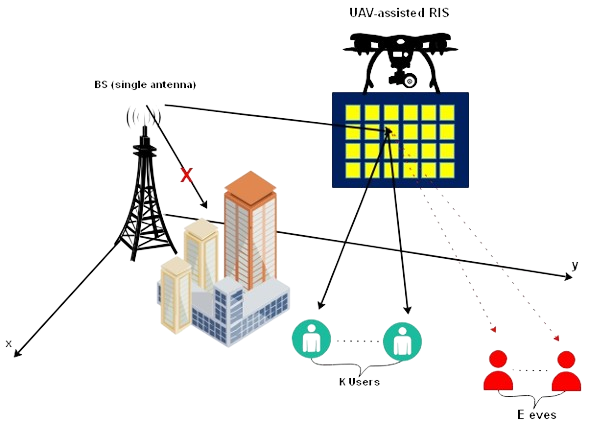 UAV-assisted RIS
BS (single antenna)
X
y
x
K Users
E eves